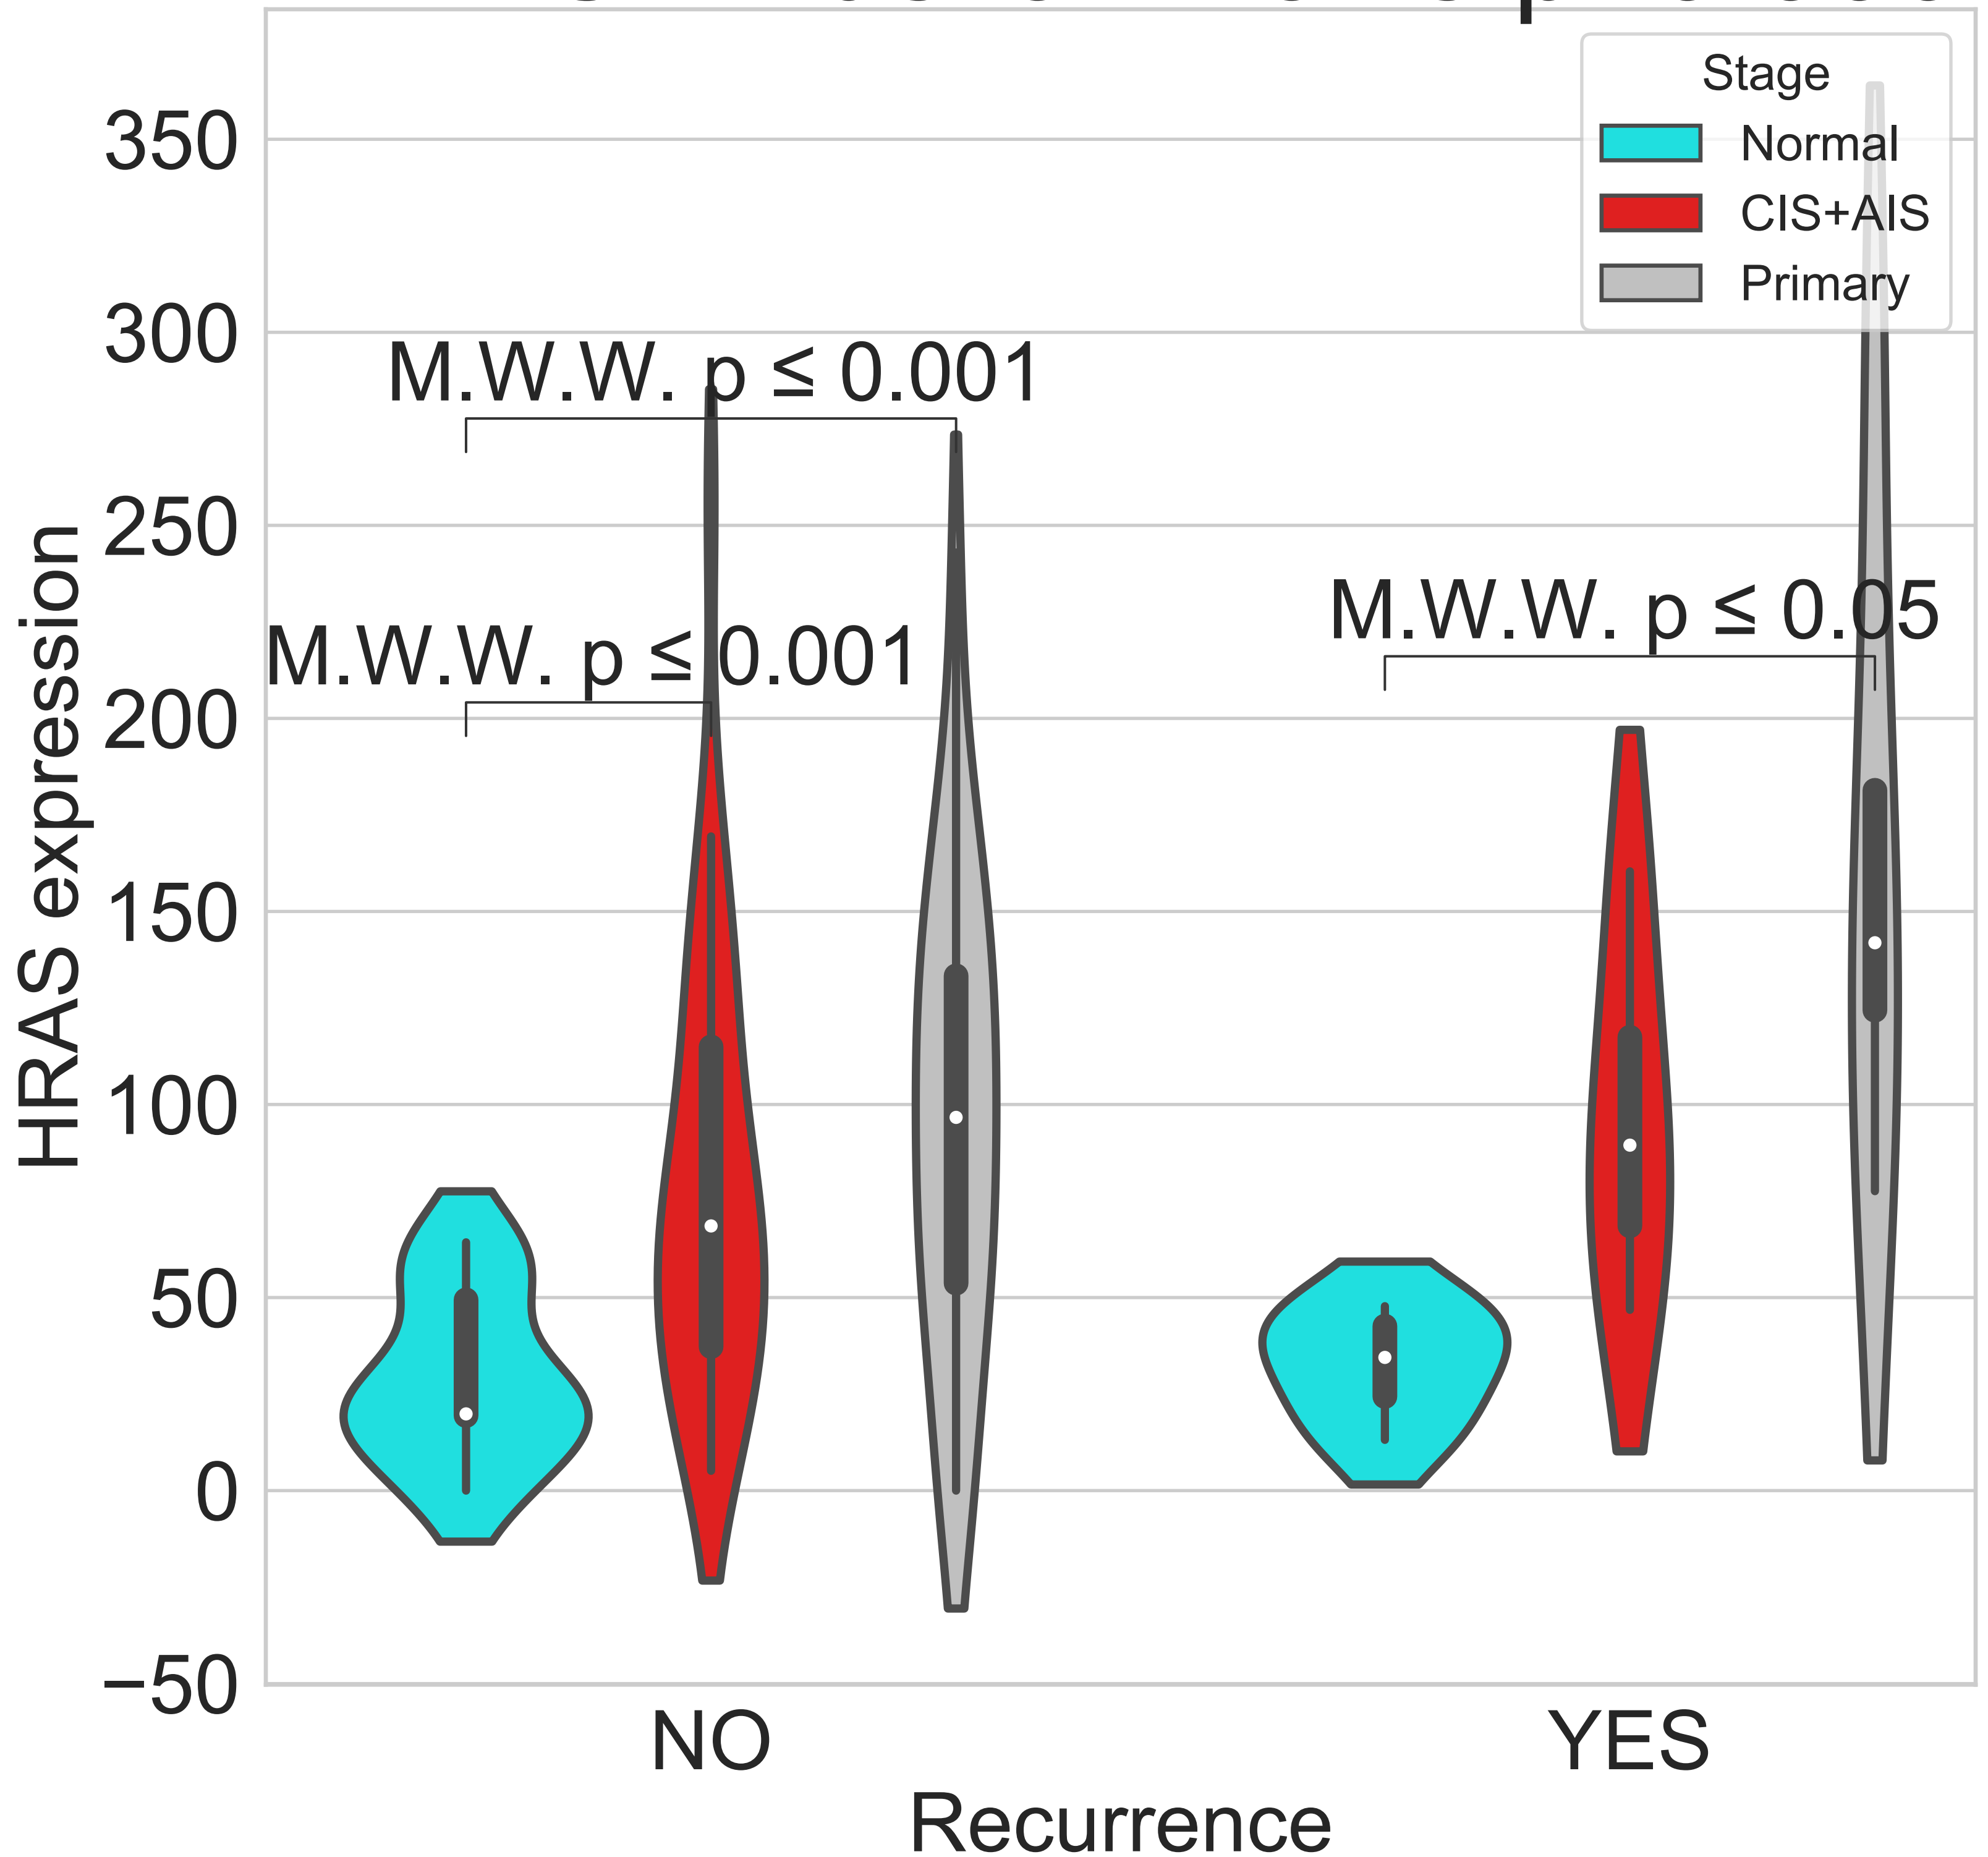 Stage
Normal
CIS+AIS
Primary
350
300
250
200
150
100
50
0
−50
HRAS expression
M.W.W. p ≤ 0.001
M.W.W. p ≤ 0.001
M.W.W. p ≤ 0.05
NO
YES
Recurrence